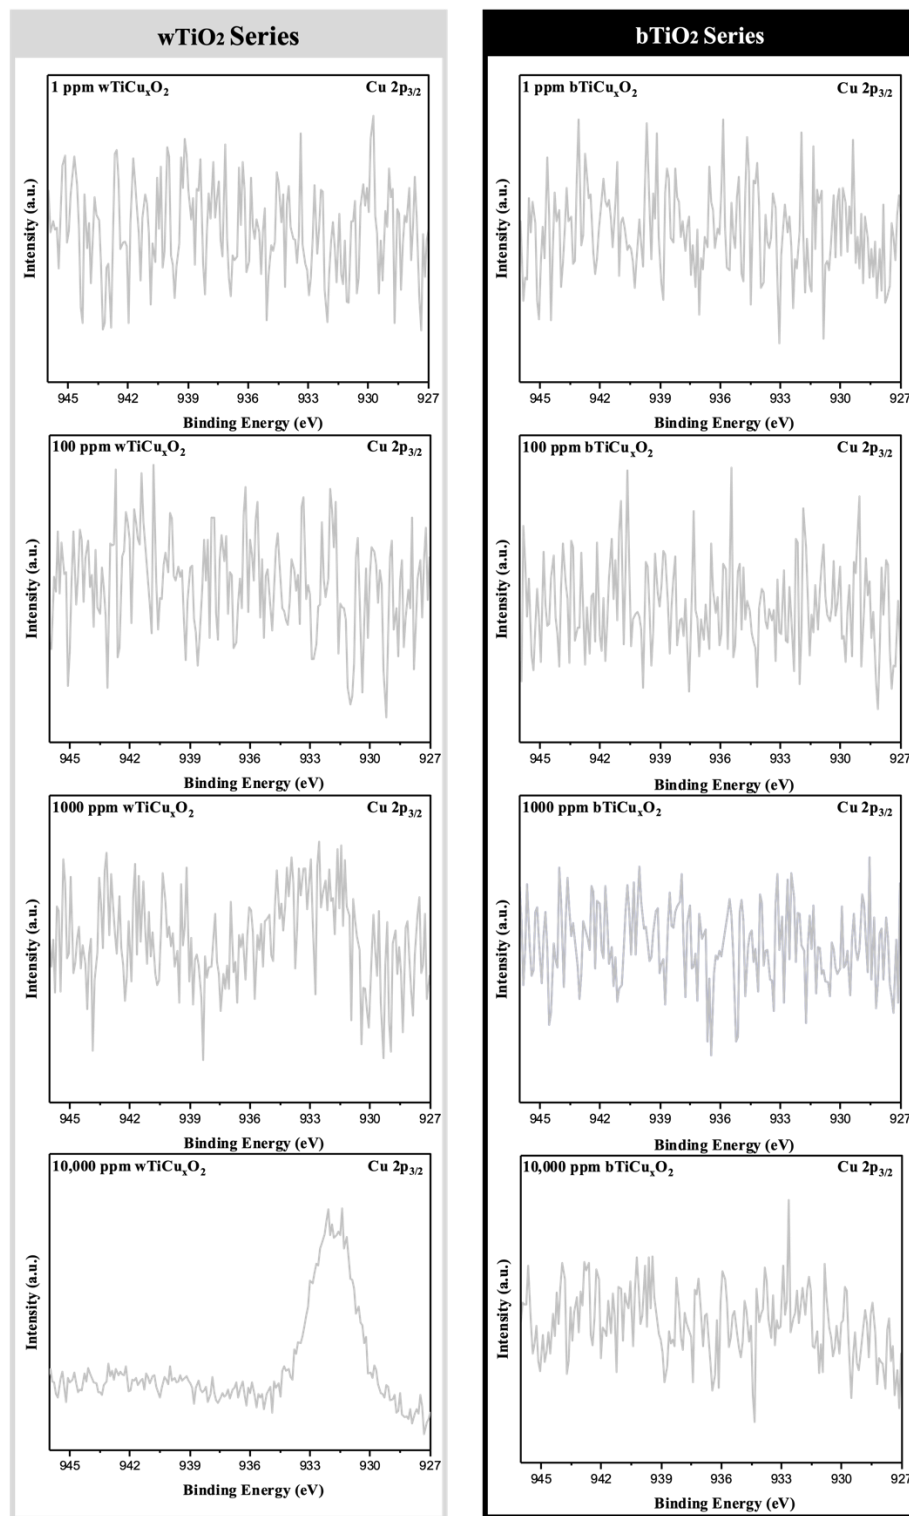 wTiO2 Series
1 ppm wTiCuₓO₂ Cu 2p₃/₂
Intensity (a.u.)
945 942 939 936 933 930 927
Binding Energy (eV)
100 ppm wTiCuₓO₂ Cu 2p₃/₂
Intensity (a.u.)
945 942 939 936 933 930 927
Binding Energy (eV)
1000 ppm wTiCuₓO₂ Cu 2p₃/₂
Intensity (a.u.)
945 942 939 936 933 930 927
Binding Energy (eV)
10,000 ppm wTiCuₓO₂ Cu 2p₃/₂
Intensity (a.u.)
945 942 939 936 933 930 927
Binding Energy (eV)
bTiO2 Series
1 ppm bTiCuₓO₂ Cu 2p₃/₂
Intensity (a.u.)
945 942 939 936 933 930 927
Binding Energy (eV)
100 ppm bTiCuₓO₂ Cu 2p₃/₂
Intensity (a.u.)
945 942 939 936 933 930 927
Binding Energy (eV)
1000 ppm bTiCuₓO₂ Cu 2p₃/₂
Intensity (a.u.)
945 942 939 936 933 930 927
Binding Energy (eV)
10,000 ppm bTiCuₓO₂ Cu 2p₃/₂
Intensity (a.u.)
945 942 939 936 933 930 927
Binding Energy (eV)